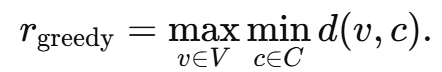 r_greedy = max_{v∈V} min_{c∈C} d(v, c).